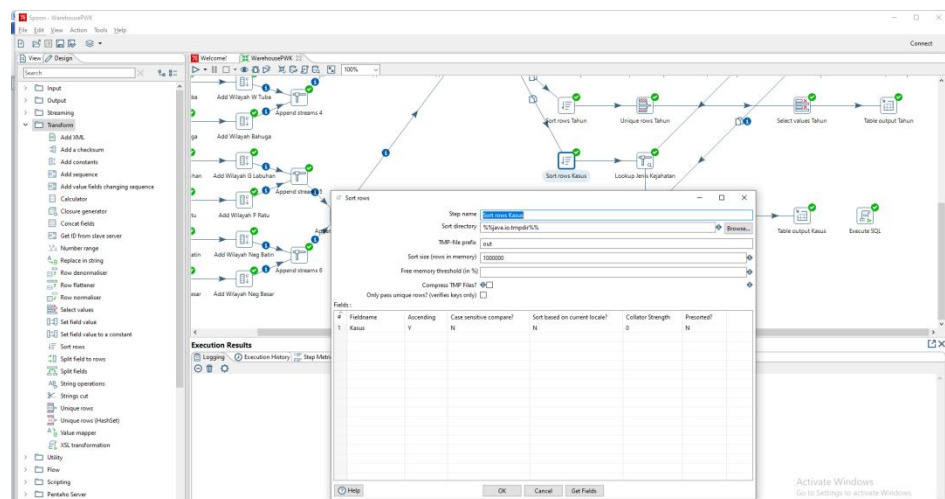 Spoon - WarehousePWK
File Edit View Action Tools Help
Connect
View Design
Welcome! WarehousePWK
Search
100%
Input
Output
Streaming
Transform
Add XML
Add a checksum
Add constants
Add sequence
Add value fields changing sequence
Calculator
Closure generator
Concat fields
Get ID from slave server
Number range
Replace in string
Row denormaliser
Row flattener
Row normaliser
Select values
Set field value
Set field value to a constant
Sort rows
Split field to rows
Split fields
String operations
Strings cut
Unique rows
Unique rows (HashSet)
Value mapper
XSL transformation
Utility
Flow
Scripting
Pentaho Server
Add Wilayah W Tuba
Append streams 4
Add Wilayah Bahuga
Add Wilayah G Labuhan
Append streams 5
Add Wilayah P Ratu
Add Wilayah Neg Batin
Append streams 6
Add Wilayah Neg Besar
Sort rows Tahun
Unique rows Tahun
Select values Tahun
Table output Tahun
Sort rows Kasus
Lookup Jenis Kejahatan
Table output Kasus
Execute SQL
Sort rows
Step name Sort rows Kasus
Sort directory %%java.io.tmpdir%% Browse...
TMP-file prefix out
Sort size (rows in memory) 1000000
Free memory threshold (in %)
Compress TMP Files?
Only pass unique rows? (verifies keys only)
Fields :
# Fieldname Ascending Case sensitive compare? Sort based on current locale? Collator Strength Presorted?
1 Kasus Y N N 0 N
Help OK Cancel Get Fields
Execution Results
Logging Execution History Step Metri
Activate Windows
Go to Settings to activate Windows.